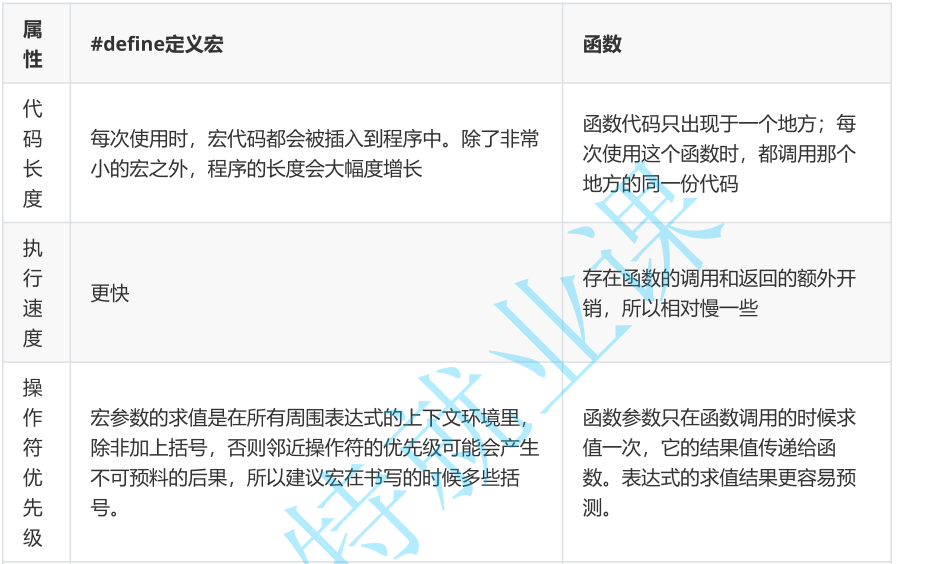 属
性
#define定义宏
函数
代
码
长
度
每次使用时，宏代码都会被插入到程序中。除了非常
小的宏之外，程序的长度会大幅度增长
函数代码只出现于一个地方；每
次使用这个函数时，都调用那个
地方的同一份代码
执
行
速
度
更快
存在函数的调用和返回的额外开
销，所以相对慢一些
操
作
符
优
先
级
宏参数的求值是在所有周围表达式的上下文环境里，
除非加上括号，否则邻近操作符的优先级可能会产生
不可预料的后果，所以建议宏在书写的时候多些括
号。
函数参数只在函数调用的时候求
值一次，它的结果值传递给函
数。表达式的求值结果更容易预
测。
特就业课